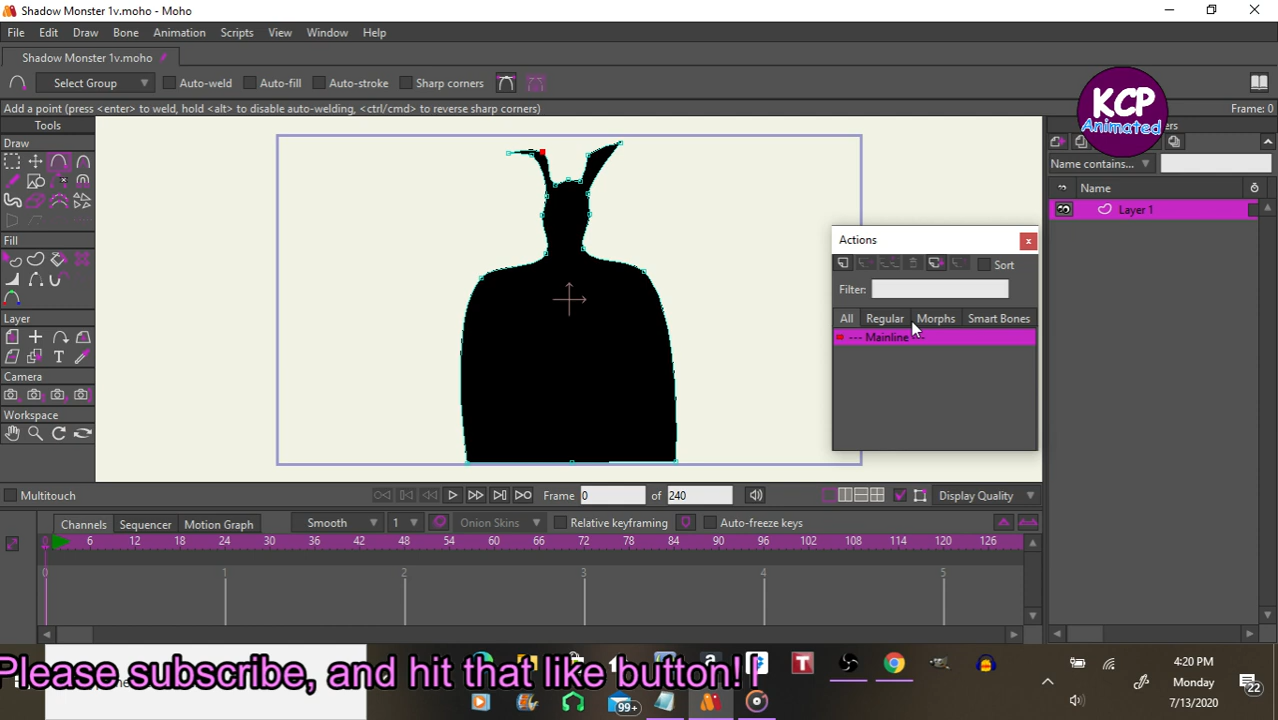 Shadow Monster 1v.moho - Moho
File Edit Draw Bone Animation Scripts View Window Help
Shadow Monster 1v.moho
Select Group Auto-weld Auto-fill Auto-stroke Sharp corners
Add a point (press <enter> to weld, hold <alt> to disable auto-welding, <ctrl/cmd> to reverse sharp corners)
Frame: 0
KCP
Animated
Tools
Draw
Fill
Layer
Camera
Workspace
Name contains...
Name
Layer 1
Actions
Sort
Filter:
All Regular Morphs Smart Bones
--- Mainline ---
Multitouch
Frame 0 of 240
Display Quality
Channels Sequencer Motion Graph Smooth 1 Onion Skins Relative keyframing Auto-freeze keys
0 6 12 18 24 30 36 42 48 54 60 66 72 78 84 90 96 102 108 114 120 126
0 1 2 3 4 5
Please subscribe, and hit that like button! I
99+
4:20 PM
Monday
7/13/2020
22